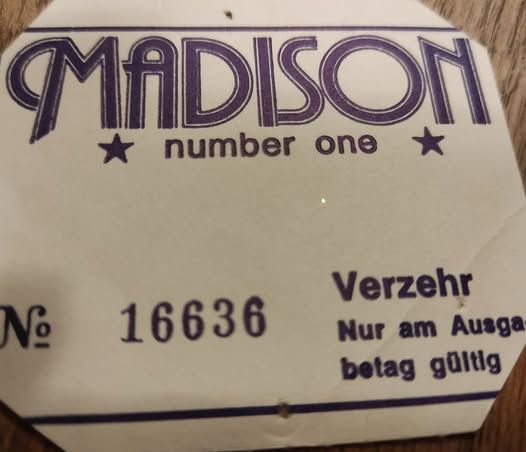 MADISON
★ number one ★
№ 16636
Verzehr
Nur am Ausga-
betag gültig